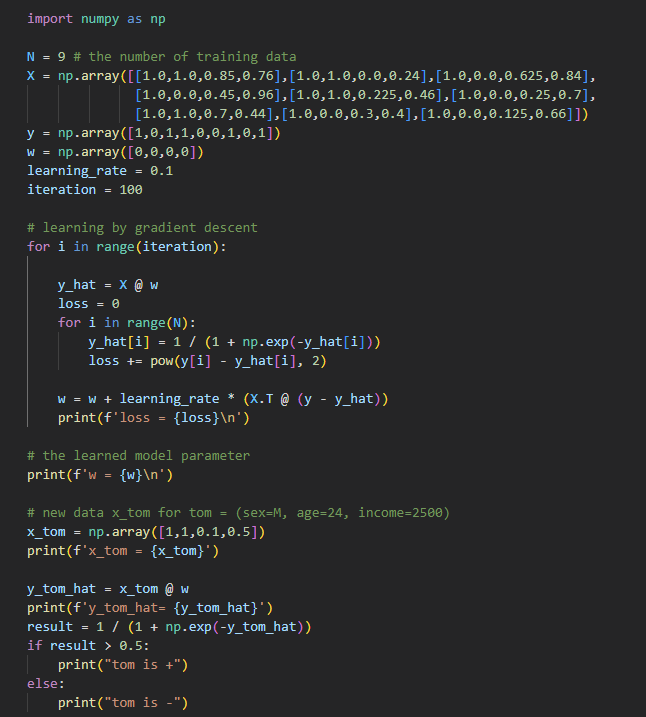 import numpy as np
N = 9 # the number of training data
X = np.array([[1.0,1.0,0.85,0.76],[1.0,1.0,0.0,0.24],[1.0,0.0,0.625,0.84],
[1.0,0.0,0.45,0.96],[1.0,1.0,0.225,0.46],[1.0,0.0,0.25,0.7],
[1.0,1.0,0.7,0.44],[1.0,0.0,0.3,0.4],[1.0,0.0,0.125,0.66]])
y = np.array([1,0,1,1,0,0,1,0,1])
w = np.array([0,0,0,0])
learning_rate = 0.1
iteration = 100
# learning by gradient descent
for i in range(iteration):
y_hat = X @ w
loss = 0
for i in range(N):
y_hat[i] = 1 / (1 + np.exp(-y_hat[i]))
loss += pow(y[i] - y_hat[i], 2)
w = w + learning_rate * (X.T @ (y - y_hat))
print(f'loss = {loss}\n')
# the learned model parameter
print(f'w = {w}\n')
# new data x_tom for tom = (sex=M, age=24, income=2500)
x_tom = np.array([1,1,0.1,0.5])
print(f'x_tom = {x_tom}')
y_tom_hat = x_tom @ w
print(f'y_tom_hat= {y_tom_hat}')
result = 1 / (1 + np.exp(-y_tom_hat))
if result > 0.5:
print("tom is +")
else:
print("tom is -")